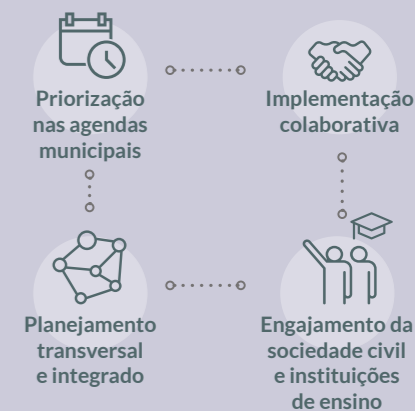 Priorização
nas agendas
municipais
Implementação
colaborativa
Planejamento
transversal
e integrado
Engajamento da
sociedade civil
e instituições
de ensino